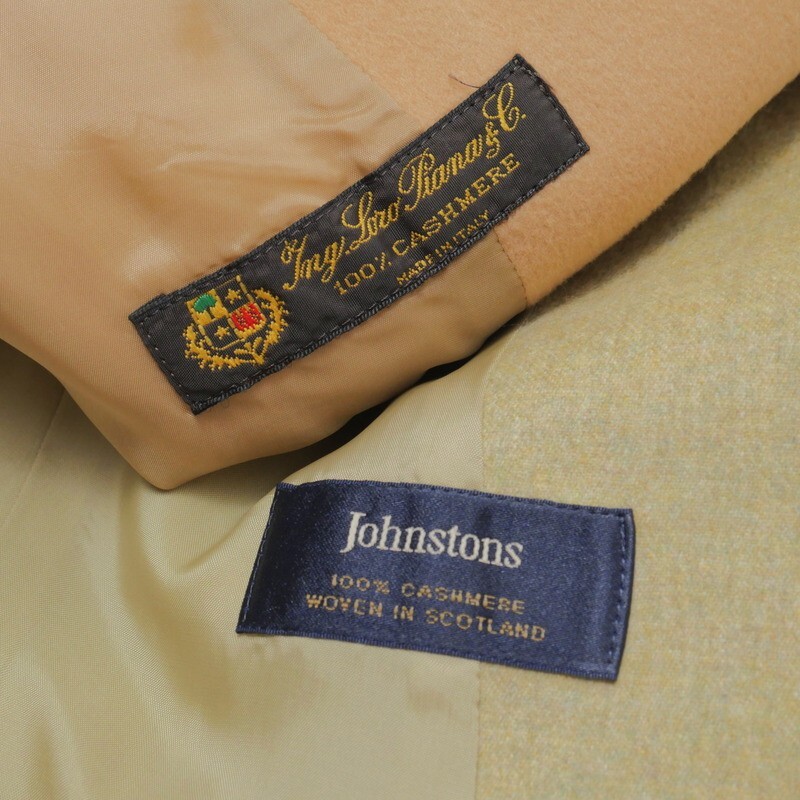 Ing Loro Piana & C.
100% CASHMERE
MADE IN ITALY
Johnstons
100% CASHMERE
WOVEN IN SCOTLAND